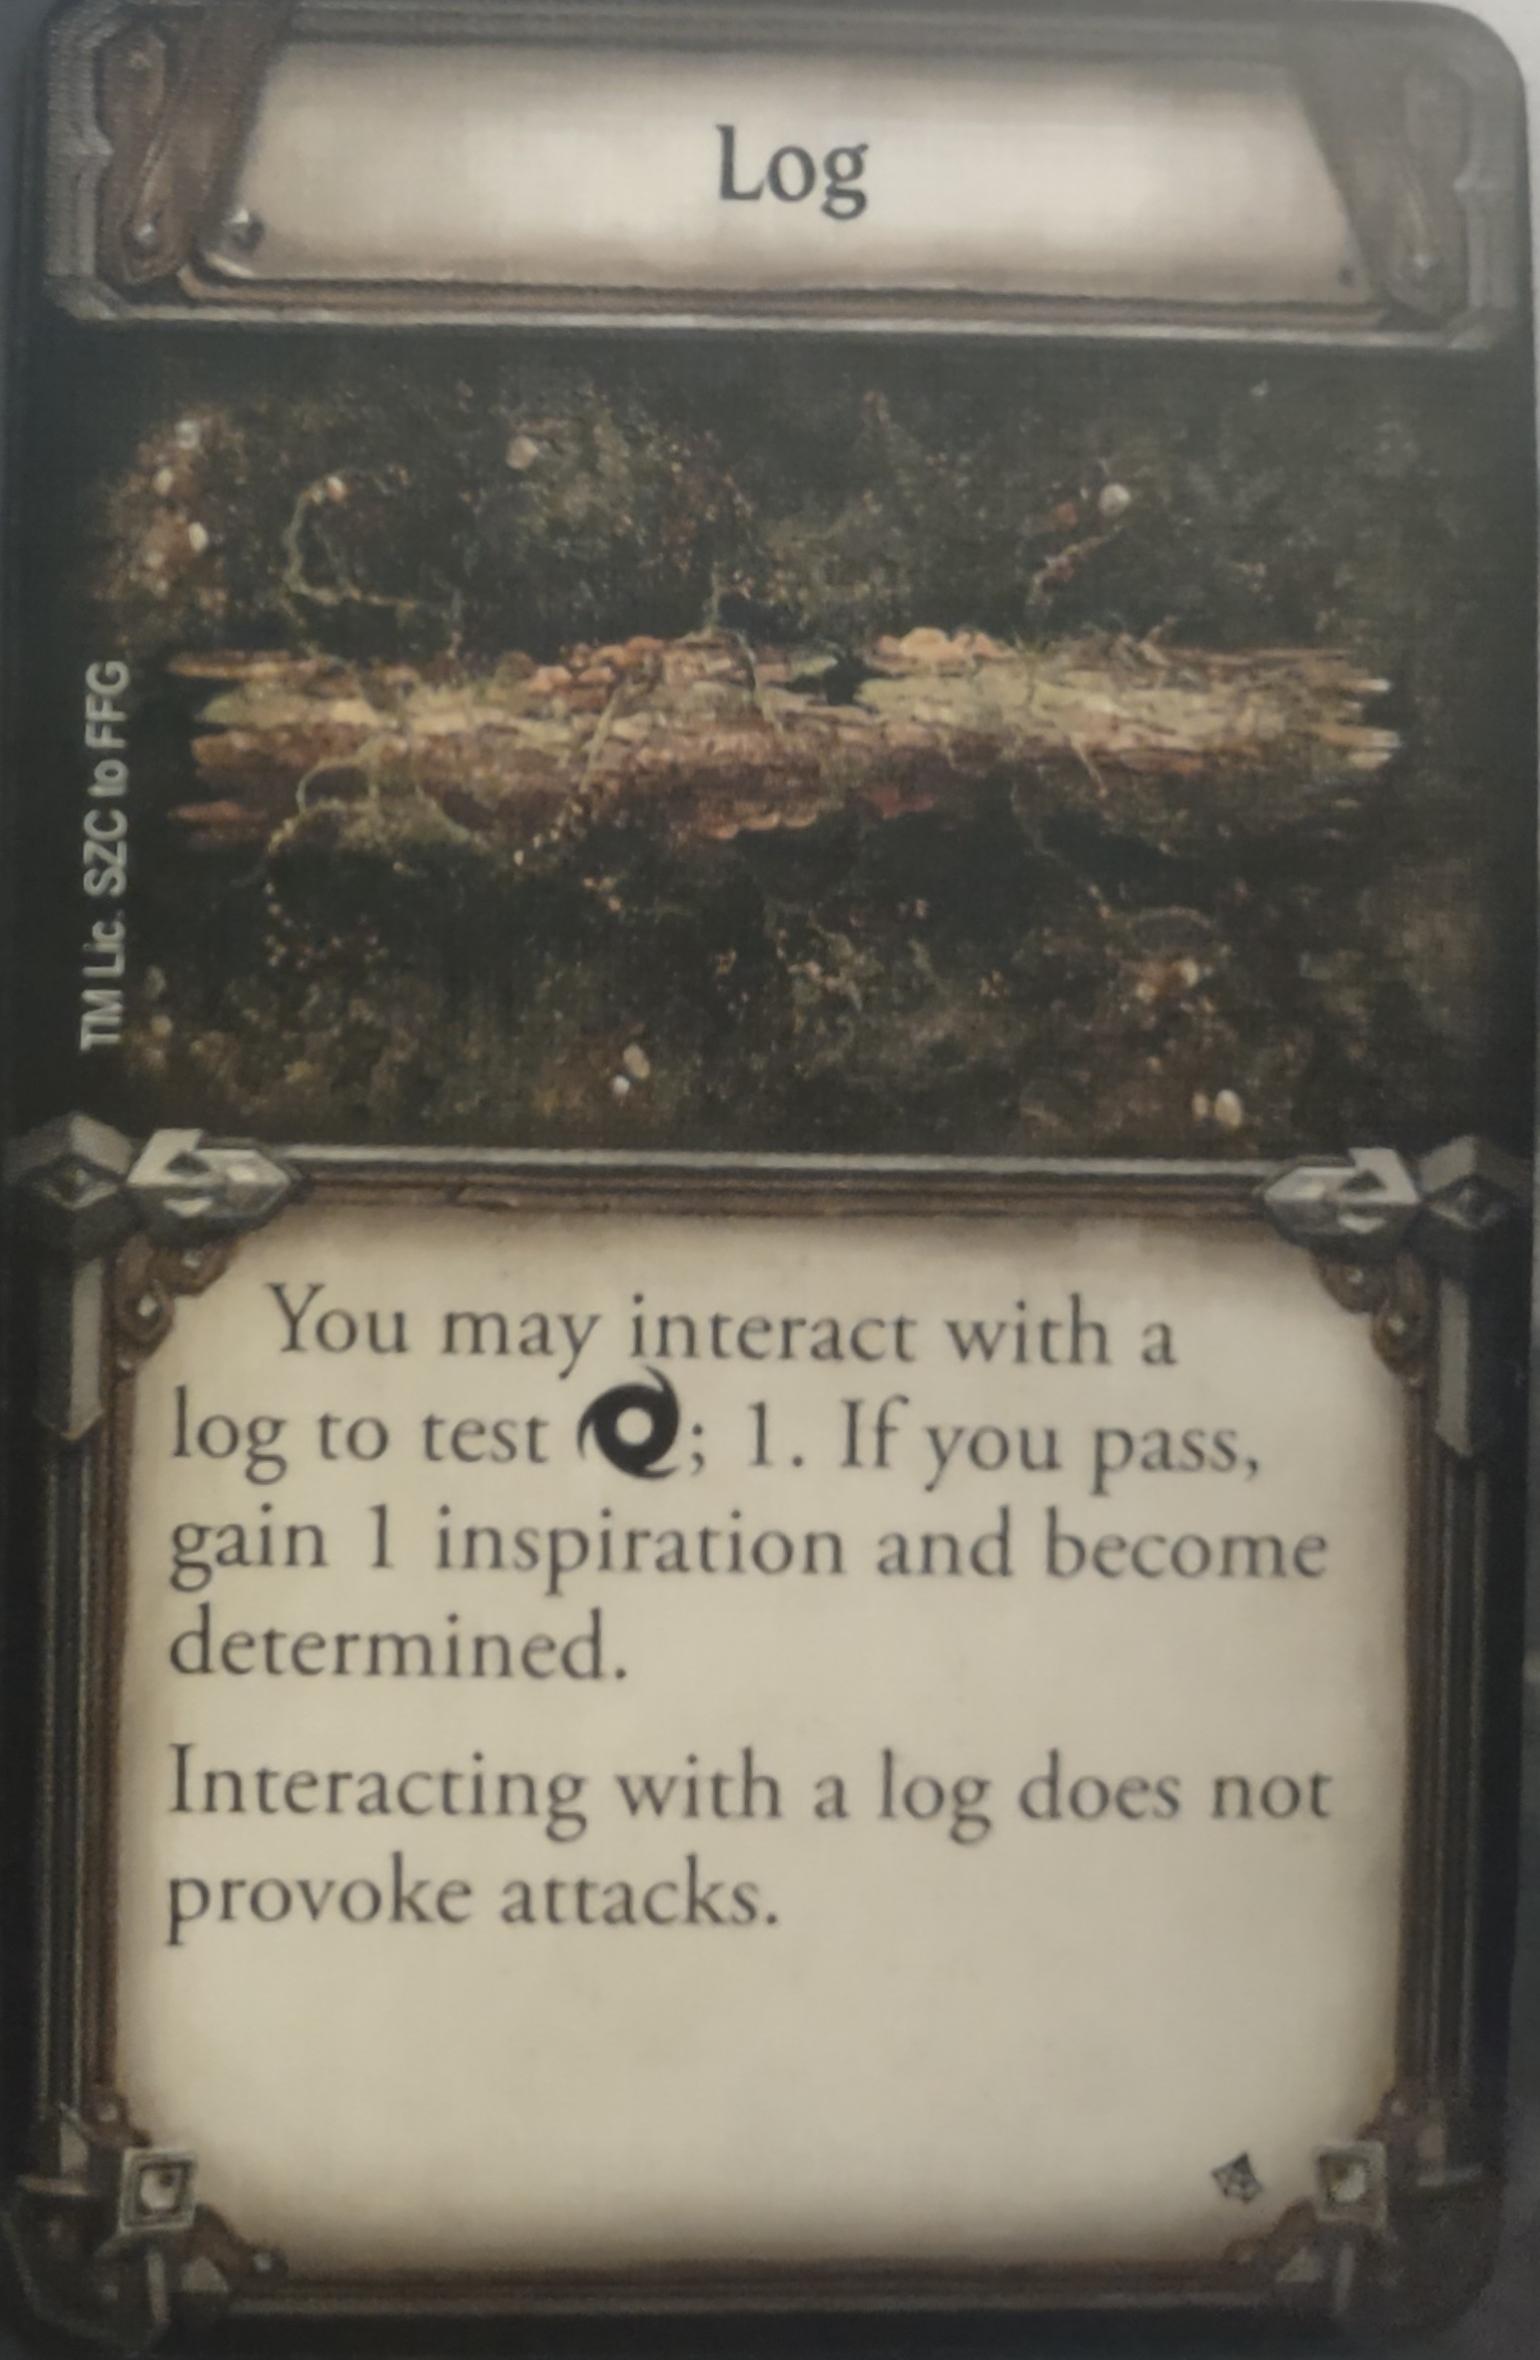 Log
TM Lic. SZC to FFG
You may interact with a
log to test ; 1. If you pass,
gain 1 inspiration and become
determined.
Interacting with a log does not
provoke attacks.